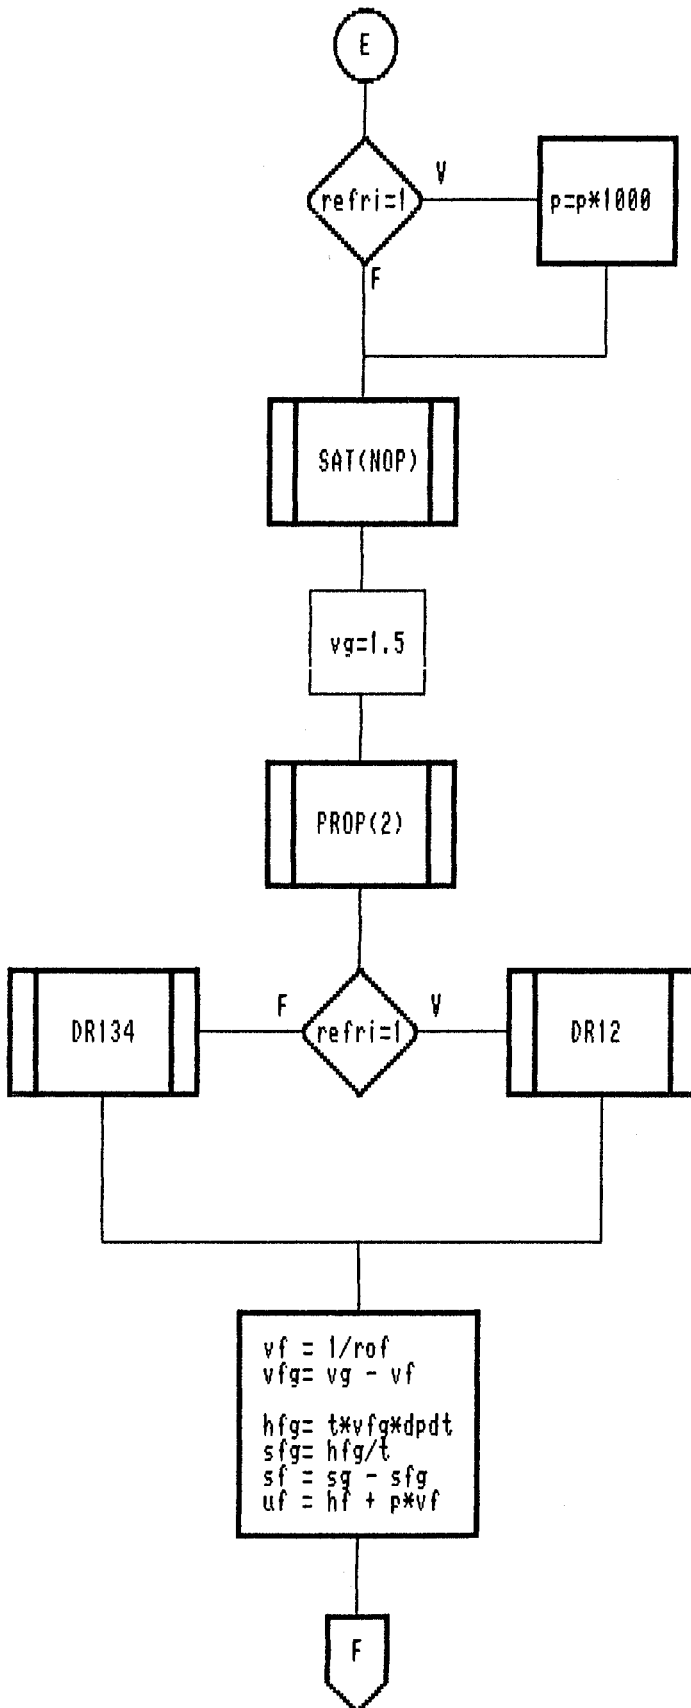 E
V
refri=1
p=p*1000
F
SAT(NOP)
vg=1.5
PROP(2)
F
V
DR134
refri=1
DR12
vf = 1/rof
vfg= vg - vf
hfg= t*vfg*dpdt
sfg= hfg/t
sf = sg - sfg
uf = hf + p*vf
F